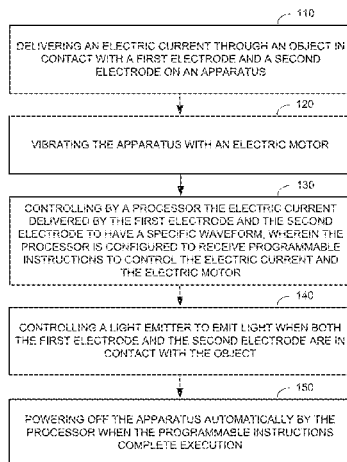 110
DELIVERING AN ELECTRIC CURRENT THROUGH AN OBJECT IN
CONTACT WITH A FIRST ELECTRODE AND A SECOND
ELECTRODE ON AN APPARATUS
120
VIBRATING THE APPARATUS WITH AN ELECTRIC MOTOR
130
CONTROLLING BY A PROCESSOR THE ELECTRIC CURRENT
DELIVERED BY THE FIRST ELECTRODE AND THE SECOND
ELECTRODE TO HAVE A SPECIFIC WAVEFORM, WHEREIN THE
PROCESSOR IS CONFIGURED TO RECEIVE PROGRAMMABLE
INSTRUCTIONS TO CONTROL THE ELECTRIC CURRENT AND
THE ELECTRIC MOTOR
140
CONTROLLING A LIGHT EMITTER TO EMIT LIGHT WHEN BOTH
THE FIRST ELECTRODE AND THE SECOND ELECTRODE ARE IN
CONTACT WITH THE OBJECT
150
POWERING OFF THE APPARATUS AUTOMATICALLY BY THE
PROCESSOR WHEN THE PROGRAMMABLE INSTRUCTIONS
COMPLETE EXECUTION